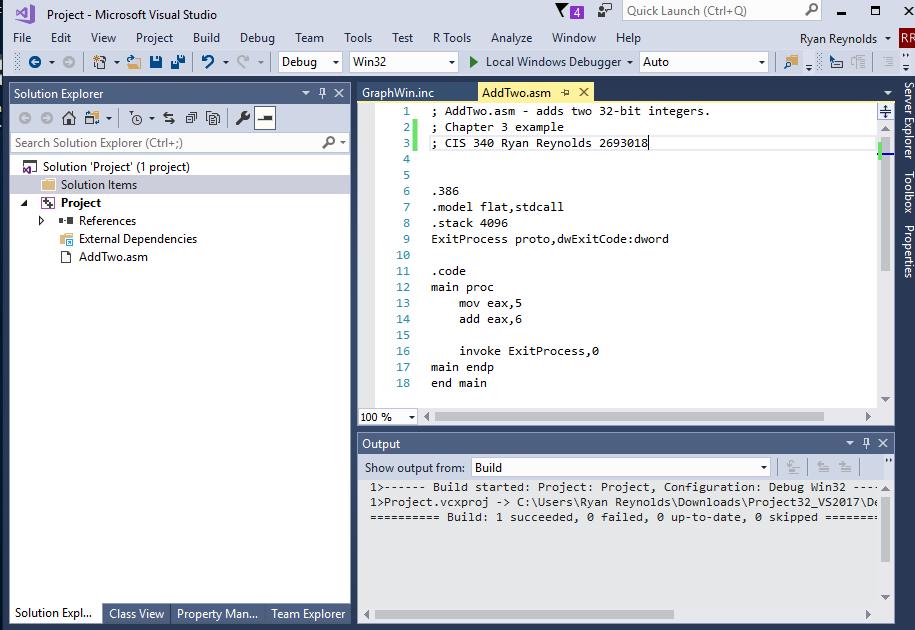 Project - Microsoft Visual Studio
4
Quick Launch (Ctrl+Q)
File Edit View Project Build Debug Team Tools Test R Tools Analyze Window Help Ryan Reynolds RR
Debug Win32 Local Windows Debugger Auto
Solution Explorer
Search Solution Explorer (Ctrl+;)
Solution 'Project' (1 project)
Solution Items
Project
References
External Dependencies
AddTwo.asm
Solution Expl... Class View Property Man... Team Explorer
GraphWin.inc AddTwo.asm
1 ; AddTwo.asm - adds two 32-bit integers.
2 ; Chapter 3 example
3 ; CIS 340 Ryan Reynolds 2693018
4
5
6 .386
7 .model flat,stdcall
8 .stack 4096
9 ExitProcess proto,dwExitCode:dword
10
11 .code
12 main proc
13 mov eax,5
14 add eax,6
15
16 invoke ExitProcess,0
17 main endp
18 end main
100 %
Output
Show output from: Build
1>------ Build started: Project: Project, Configuration: Debug Win32 ----
1>Project.vcxproj -> C:\Users\Ryan Reynolds\Downloads\Project32_VS2017\De
========== Build: 1 succeeded, 0 failed, 0 up-to-date, 0 skipped ========
Server Explorer
Toolbox
Properties